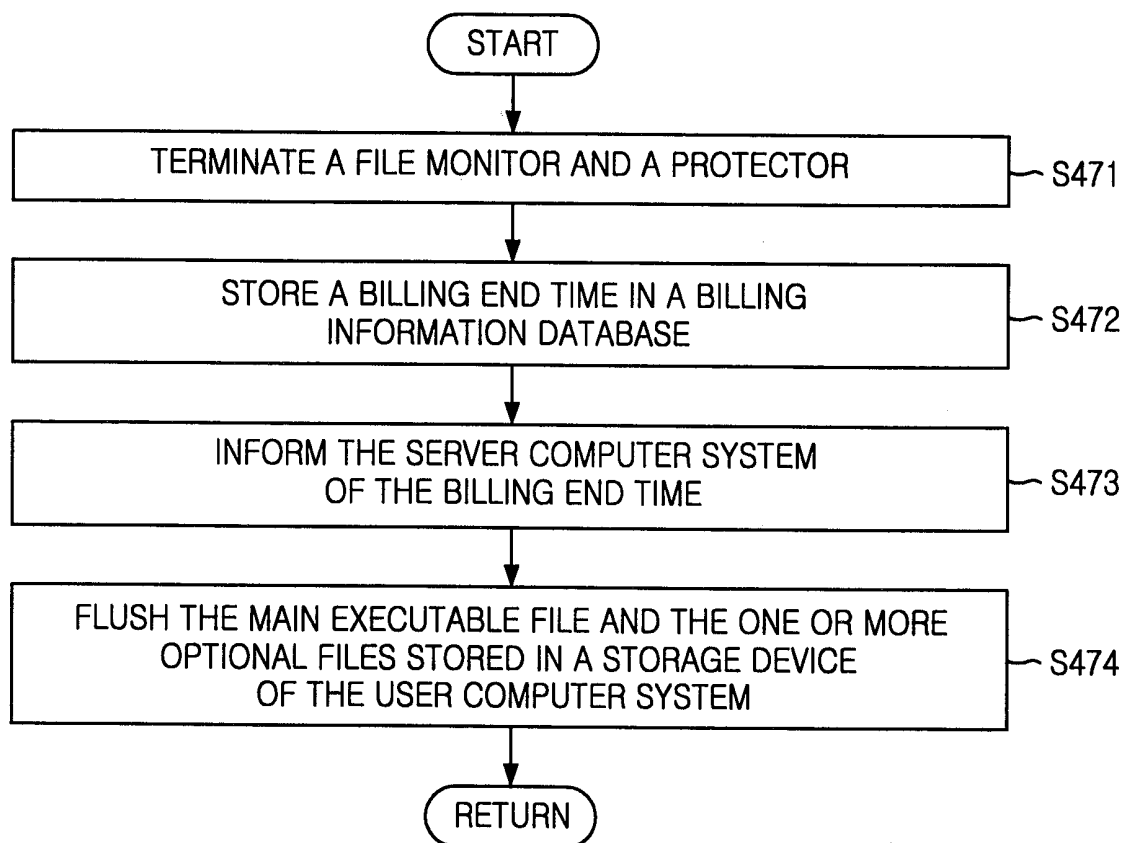 START
TERMINATE A FILE MONITOR AND A PROTECTOR
S471
STORE A BILLING END TIME IN A BILLING
INFORMATION DATABASE
S472
INFORM THE SERVER COMPUTER SYSTEM
OF THE BILLING END TIME
S473
FLUSH THE MAIN EXECUTABLE FILE AND THE ONE OR MORE
OPTIONAL FILES STORED IN A STORAGE DEVICE
OF THE USER COMPUTER SYSTEM
S474
RETURN